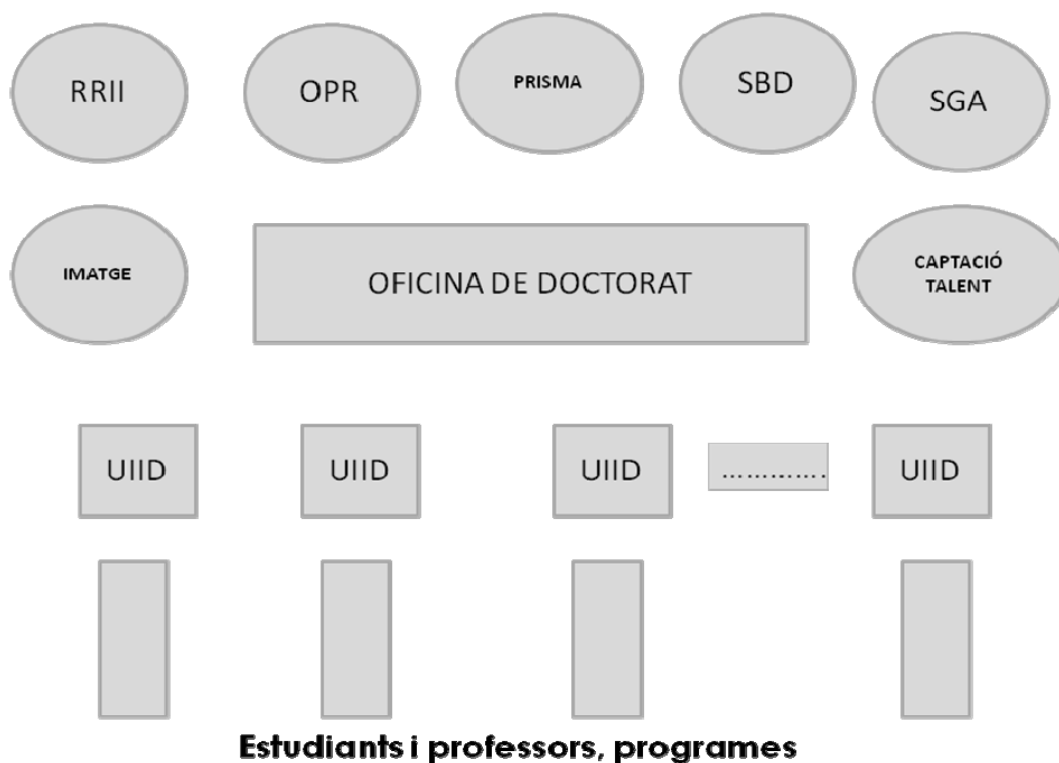 RRII
OPR
PRISMA
SBD
SGA
IMATGE
OFICINA DE DOCTORAT
CAPTACIÓ
TALENT
UIID
UIID
UIID
.............
UIID
Estudiants i professors, programes